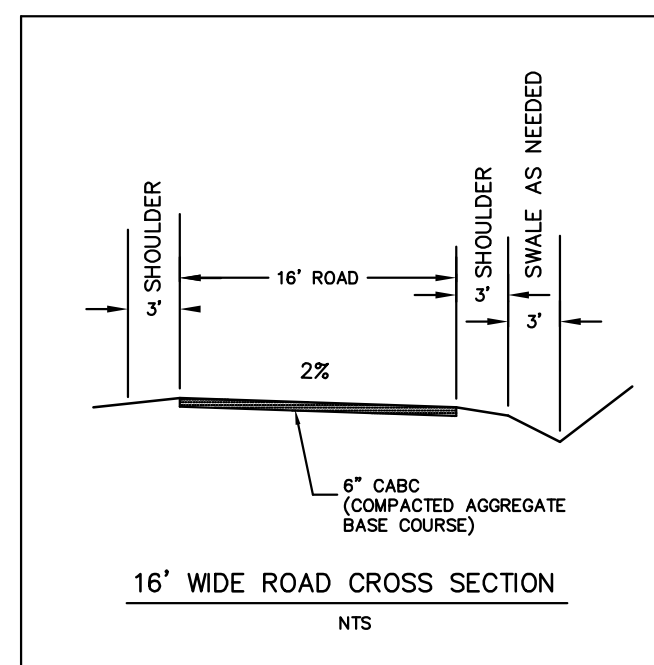 SHOULDER
3'
16' ROAD
SHOULDER
3'
SWALE AS NEEDED
3'
2%
6" CABC
(COMPACTED AGGREGATE
BASE COURSE)
16' WIDE ROAD CROSS SECTION
NTS